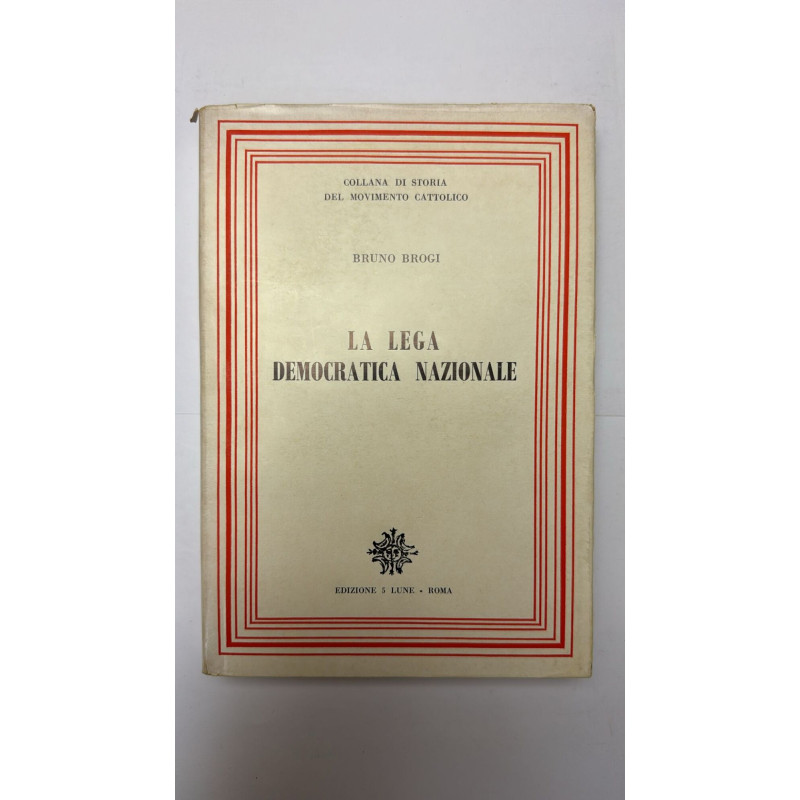 COLLANA DI STORIA
DEL MOVIMENTO CATTOLICO
BRUNO BROGI
LA LEGA
DEMOCRATICA NAZIONALE
EDIZIONE 5 LUNE - ROMA